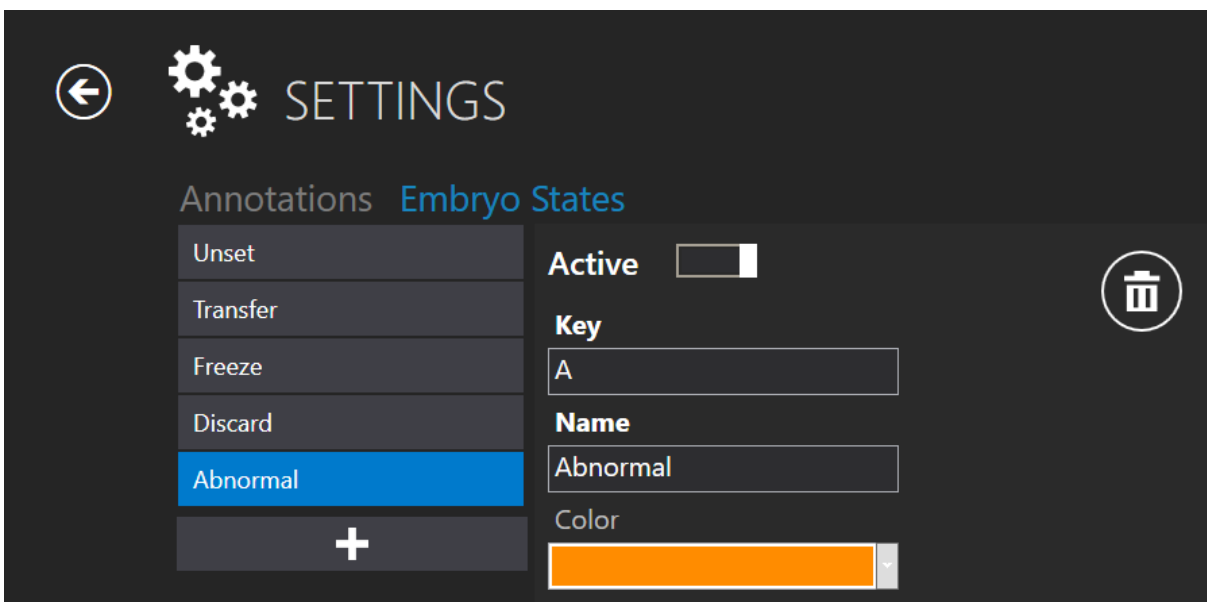 SETTINGS
Annotations Embryo States
Unset
Transfer
Freeze
Discard
Abnormal
Active
Key
A
Name
Abnormal
Color